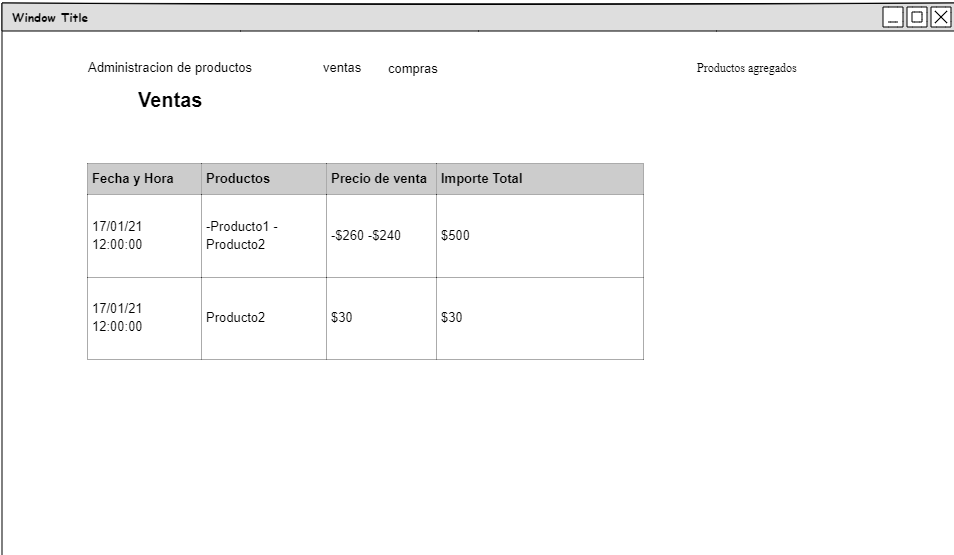 Window Title
Administracion de productos ventas compras Productos agregados
Ventas
Fecha y Hora Productos Precio de venta Importe Total
17/01/21
12:00:00
-Producto1 -
Producto2
-$260 -$240
$500
17/01/21
12:00:00
Producto2
$30
$30